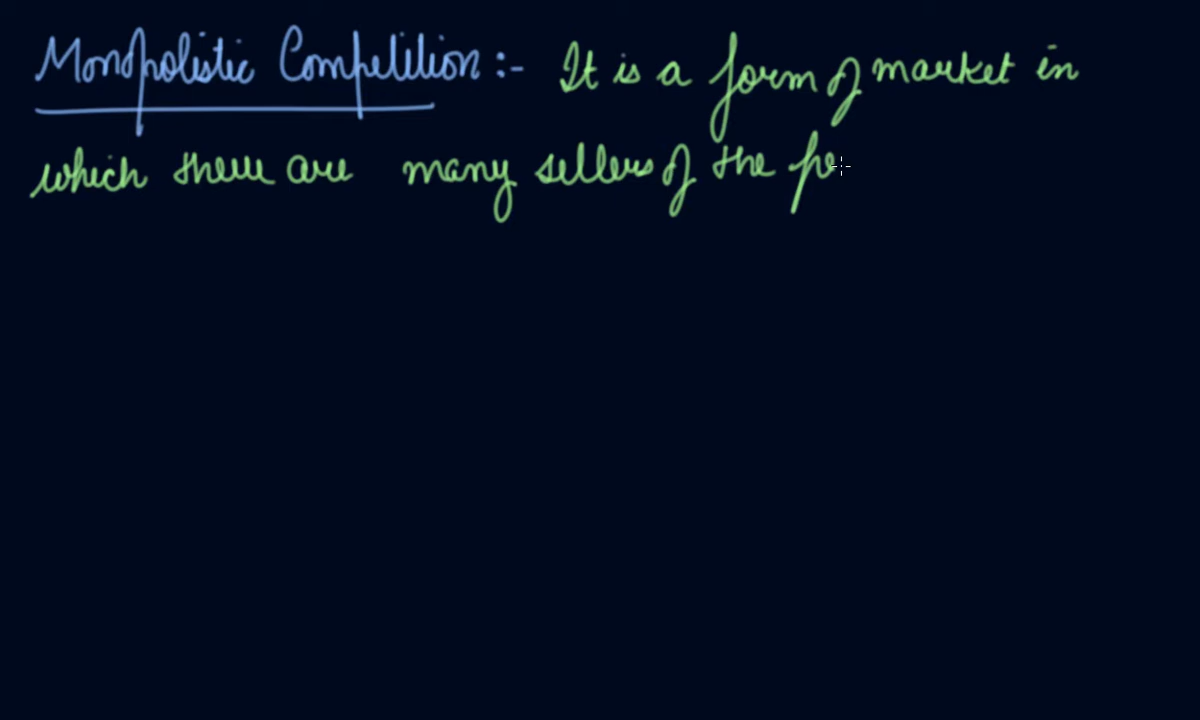 Monopolistic Competition :- It is a form of market in
which there are many sellers of the